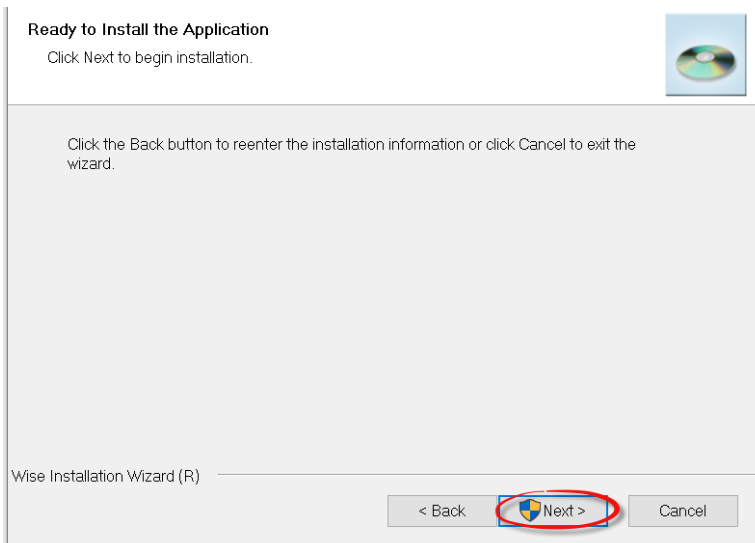 Ready to Install the Application
Click Next to begin installation.
Click the Back button to reenter the installation information or click Cancel to exit the
wizard.
Wise Installation Wizard (R)
< Back
Next >
Cancel